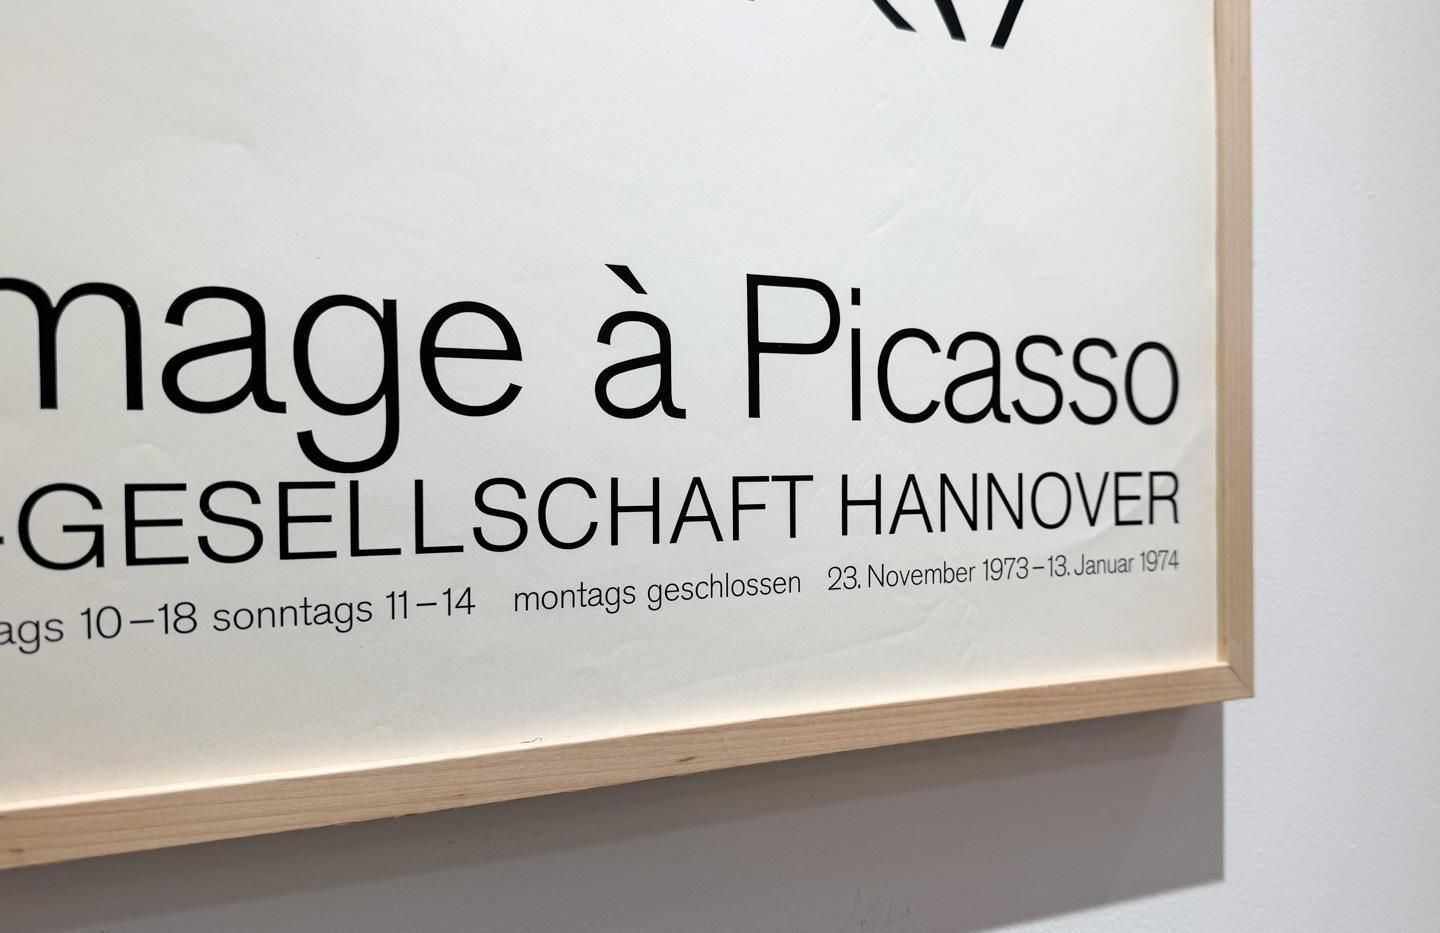 mage à Picasso
-GESELLSCHAFT HANNOVER
ags 10–18 sonntags 11–14 montags geschlossen 23. November 1973–13. Januar 1974